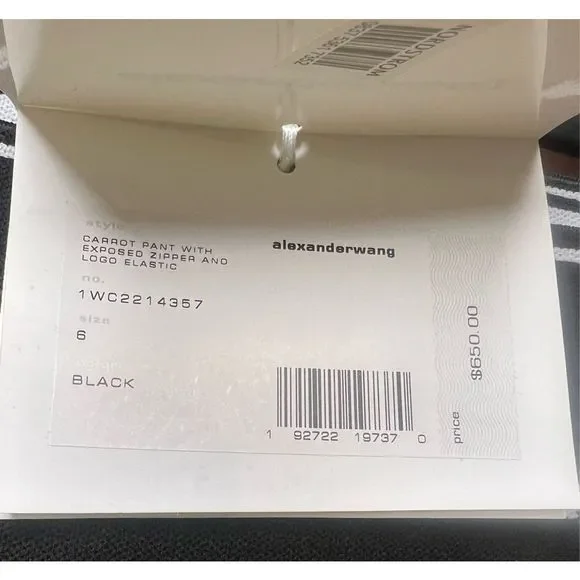 NORDSTROM
style
CARROT PANT WITH
EXPOSED ZIPPER AND
LOGO ELASTIC
no.
1WC2214357
size
6
BLACK
alexanderwang
1 92722 19737 0
price $650.00